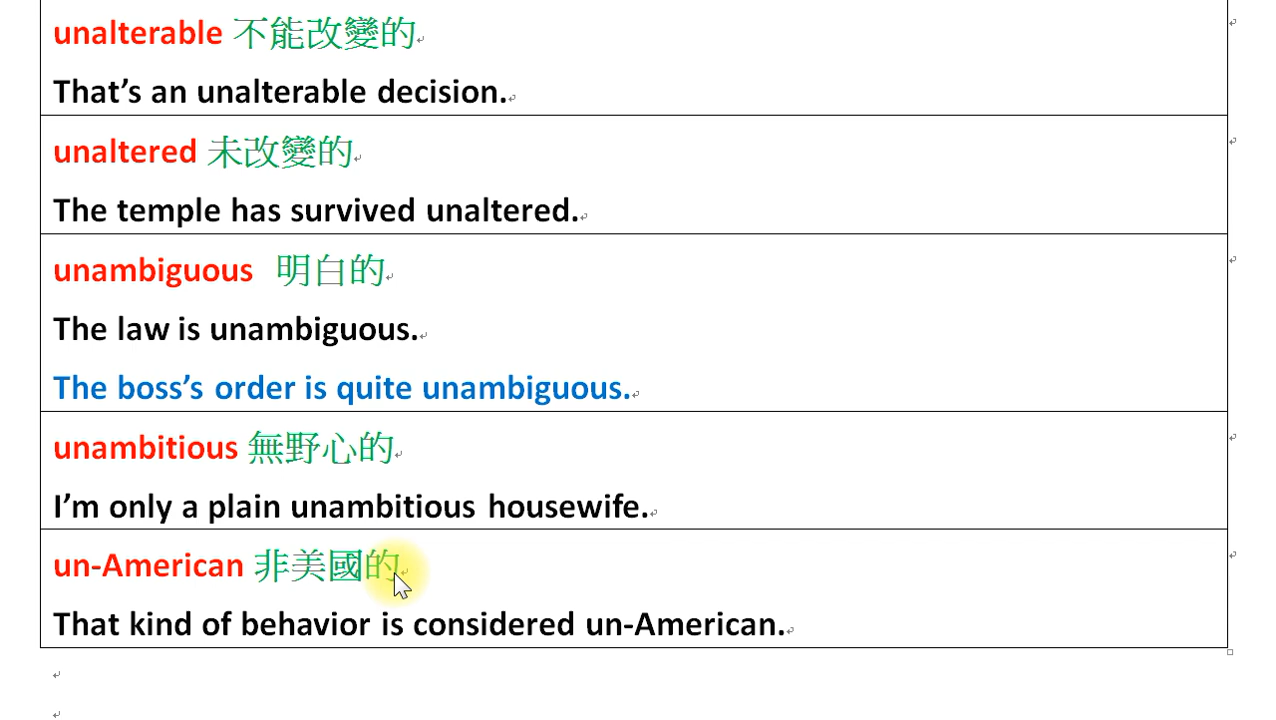 unalterable 不能改變的
That’s an unalterable decision.
unaltered 未改變的
The temple has survived unaltered.
unambiguous 明白的
The law is unambiguous.
The boss’s order is quite unambiguous.
unambitious 無野心的
I’m only a plain unambitious housewife.
un-American 非美國的
That kind of behavior is considered un-American.